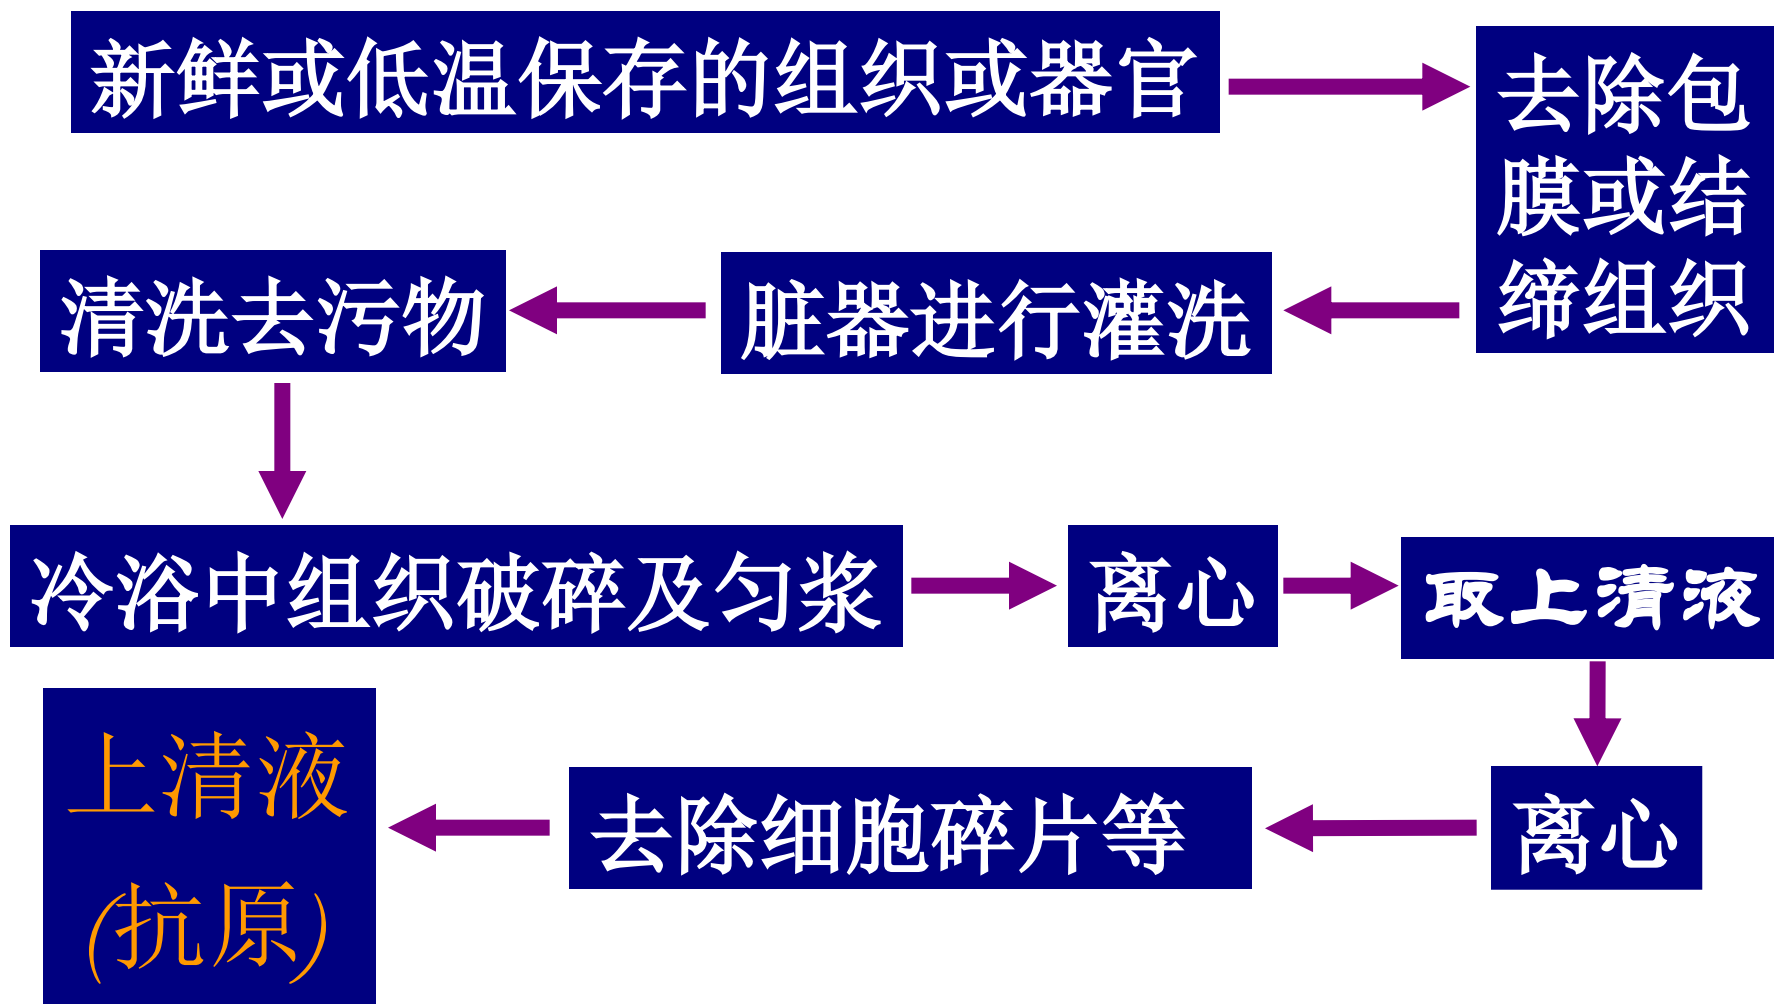 新鲜或低温保存的组织或器官
去除包
膜或结
缔组织
脏器进行灌洗
清洗去污物
冷浴中组织破碎及匀浆
离心
取上清液
离心
去除细胞碎片等
上清液
(抗原)